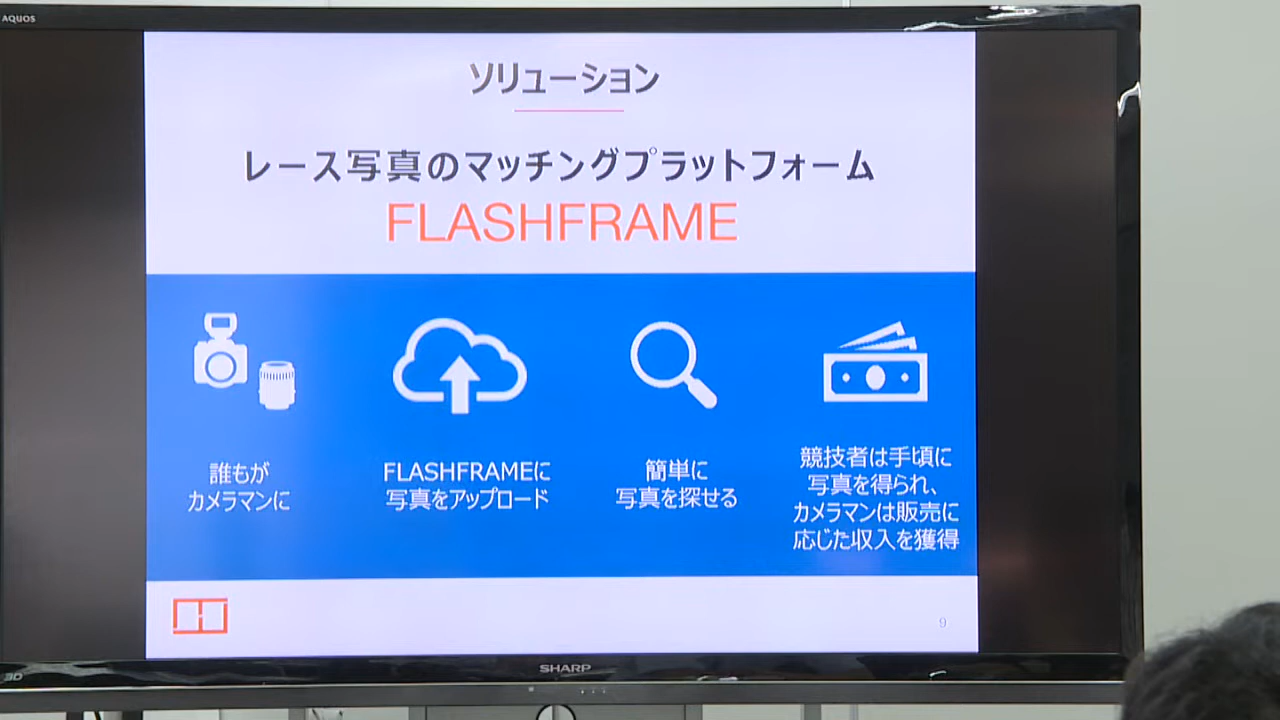 AQUOS
ソリューション
レース写真のマッチングプラットフォーム
FLASHFRAME
誰もが
カメラマンに
FLASHFRAMEに
写真をアップロード
簡単に
写真を探せる
競技者は手頃に
写真を得られ、
カメラマンは販売に
応じた収入を獲得
9
3D
SHARP